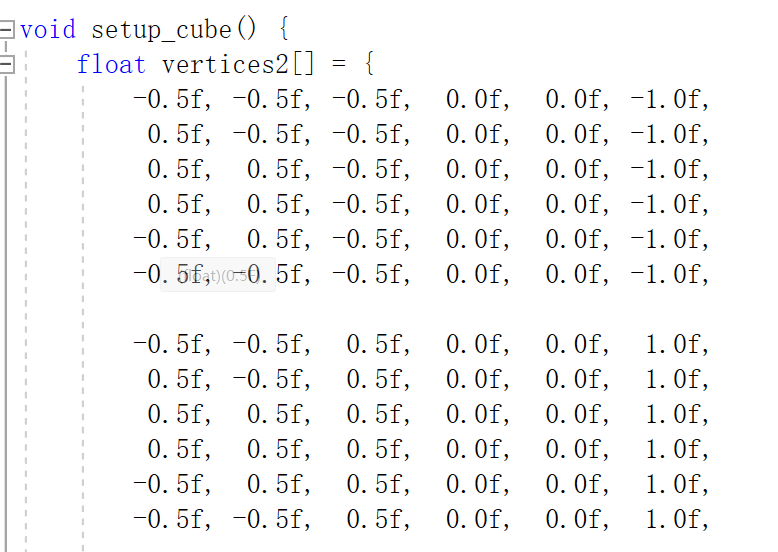 void setup_cube() {
float vertices2[] = {
-0.5f, -0.5f, -0.5f, 0.0f, 0.0f, -1.0f,
0.5f, -0.5f, -0.5f, 0.0f, 0.0f, -1.0f,
0.5f, 0.5f, -0.5f, 0.0f, 0.0f, -1.0f,
0.5f, 0.5f, -0.5f, 0.0f, 0.0f, -1.0f,
-0.5f, 0.5f, -0.5f, 0.0f, 0.0f, -1.0f,
-0.5f, -0.5f, -0.5f, 0.0f, 0.0f, -1.0f,
-0.5f, -0.5f, 0.5f, 0.0f, 0.0f, 1.0f,
0.5f, -0.5f, 0.5f, 0.0f, 0.0f, 1.0f,
0.5f, 0.5f, 0.5f, 0.0f, 0.0f, 1.0f,
0.5f, 0.5f, 0.5f, 0.0f, 0.0f, 1.0f,
-0.5f, 0.5f, 0.5f, 0.0f, 0.0f, 1.0f,
-0.5f, -0.5f, 0.5f, 0.0f, 0.0f, 1.0f,